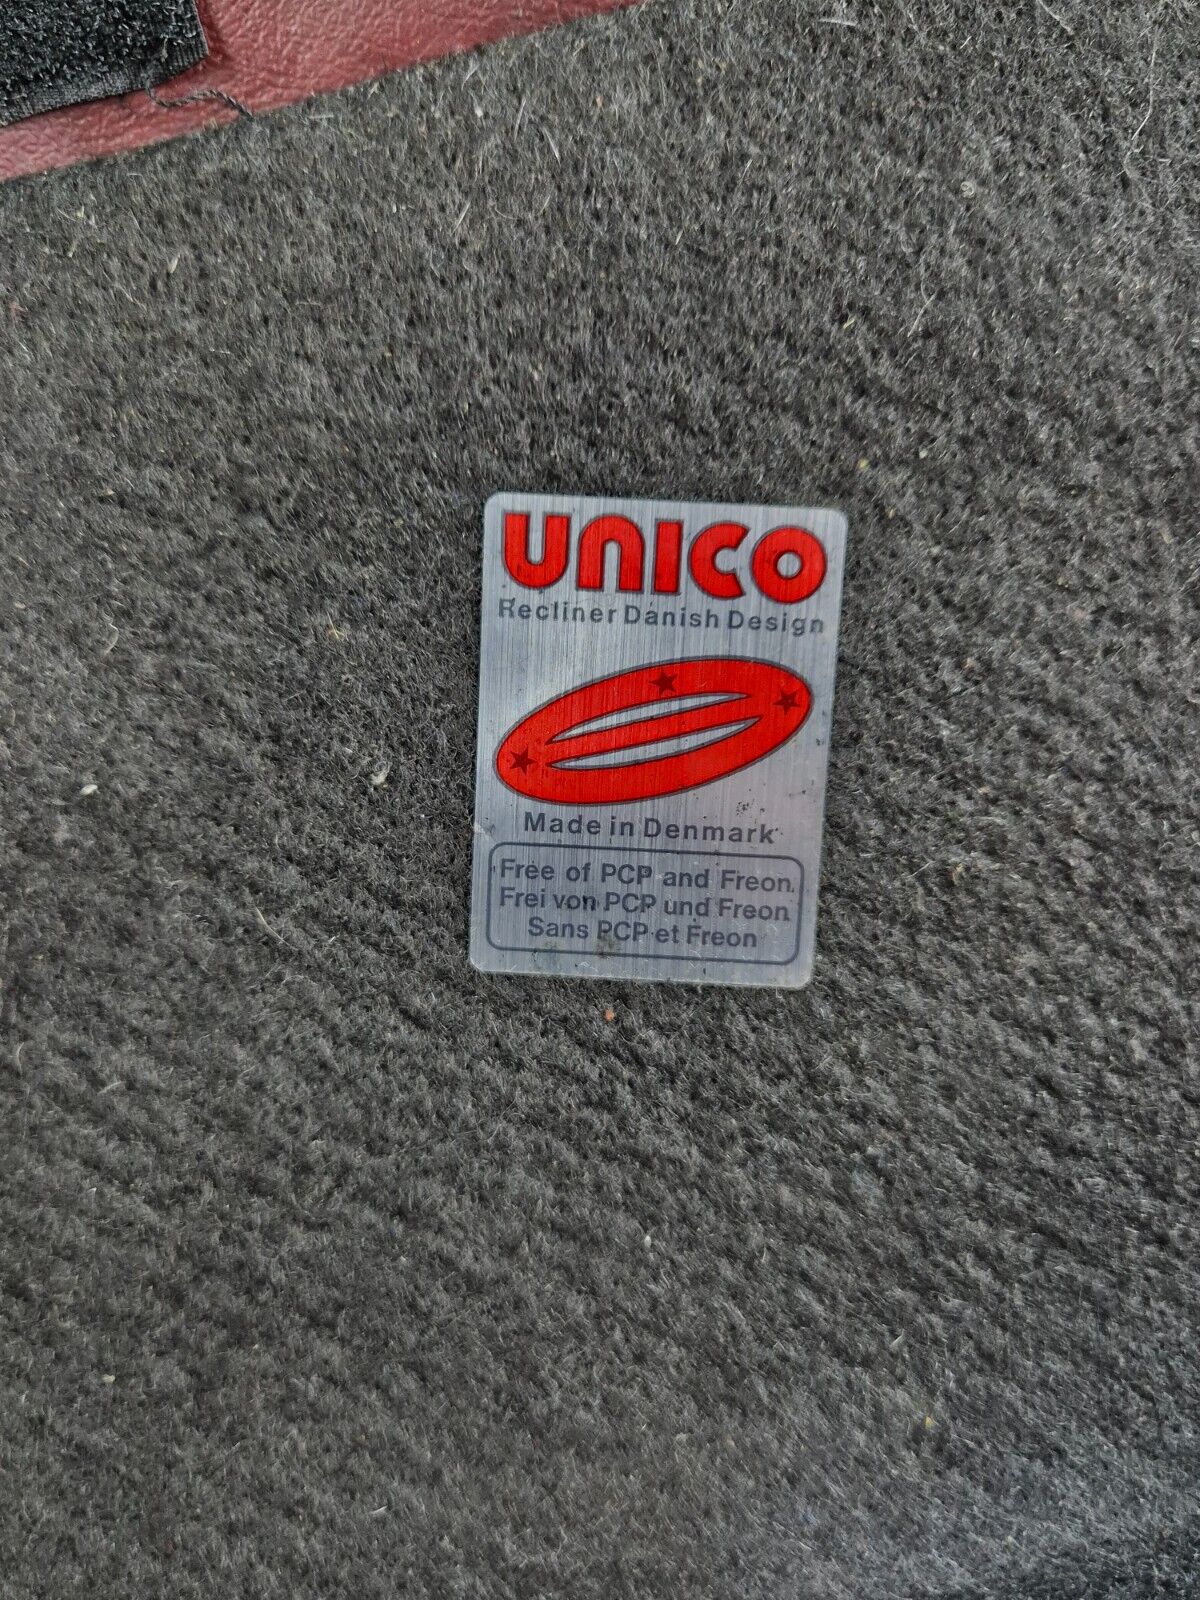 UNICO
Recliner Danish Design
Made in Denmark
Free of PCP and Freon.
Frei von PCP und Freon
Sans PCP et Freon